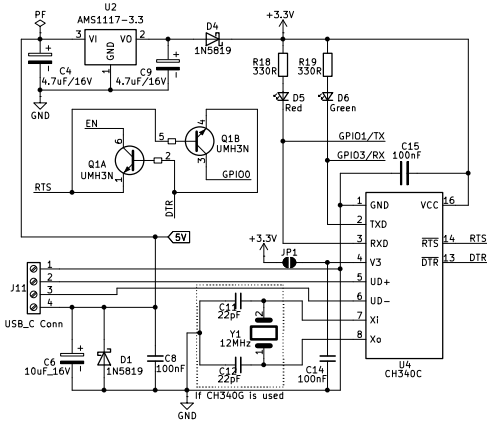 PF
U2
AMS1117-3.3
3 VI VO 2
GND
1
+
C4
4.7uF/16V
+
C9
4.7uF/16V
GND
D4
1N5819
+3.3V
R18
330R
R19
330R
D5
Red
D6
Green
GPIO1/TX
GPIO3/RX
EN
6
Q1A
UMH3N
1
2
RTS
DTR
5
4
Q1B
UMH3N
3
GPIO0
C15
100nF
5V
+3.3V
JP1
1 GND VCC 16
2 TXD
3 RXD RTS 14 RTS
4 V3 DTR 13 DTR
5 UD+
6 UD-
7 Xi
8 Xo
U4
CH340C
J11
1
2
3
4
USB_C Conn
+
C6
10uF_16V
D1
1N5819
C8
100nF
C11
22pF
Y1
12MHz
2
1
C12
22pF
If CH340G is used
C14
100nF
GND